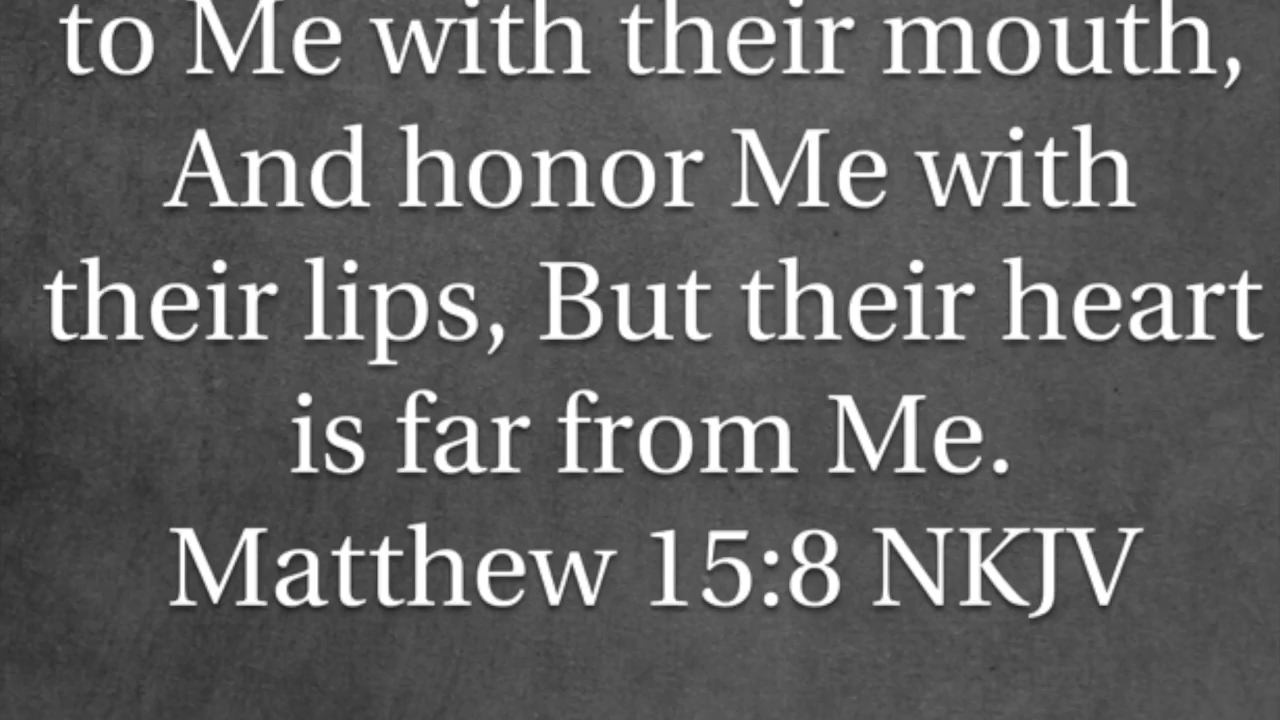 to Me with their mouth,
And honor Me with
their lips, But their heart
is far from Me.
Matthew 15:8 NKJV